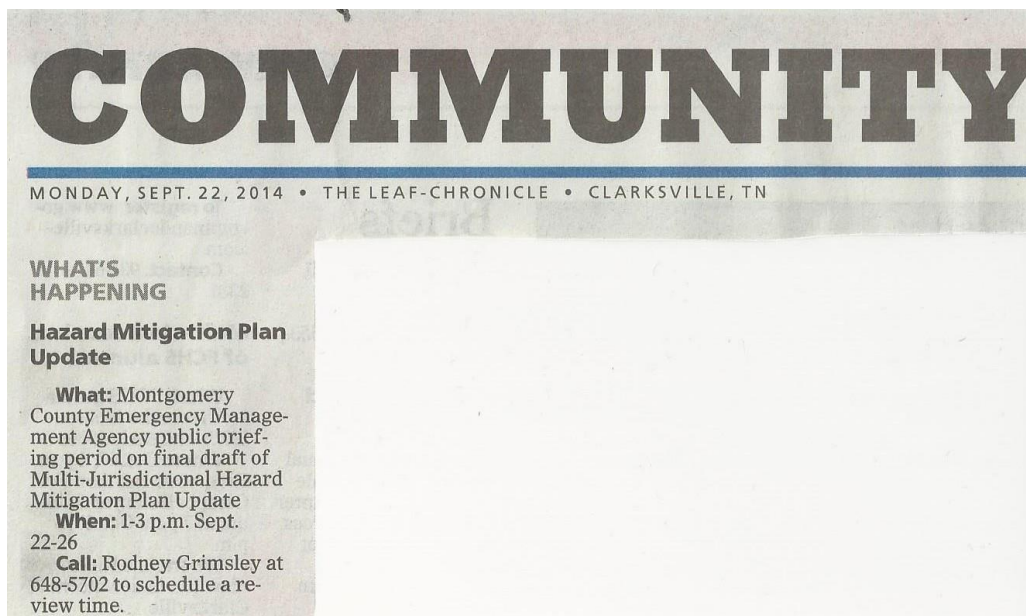 COMMUNITY
MONDAY, SEPT. 22, 2014 • THE LEAF-CHRONICLE • CLARKSVILLE, TN
WHAT'S
HAPPENING
Hazard Mitigation Plan
Update
What: Montgomery
County Emergency Manage-
ment Agency public brief-
ing period on final draft of
Multi-Jurisdictional Hazard
Mitigation Plan Update
When: 1-3 p.m. Sept.
22-26
Call: Rodney Grimsley at
648-5702 to schedule a re-
view time.